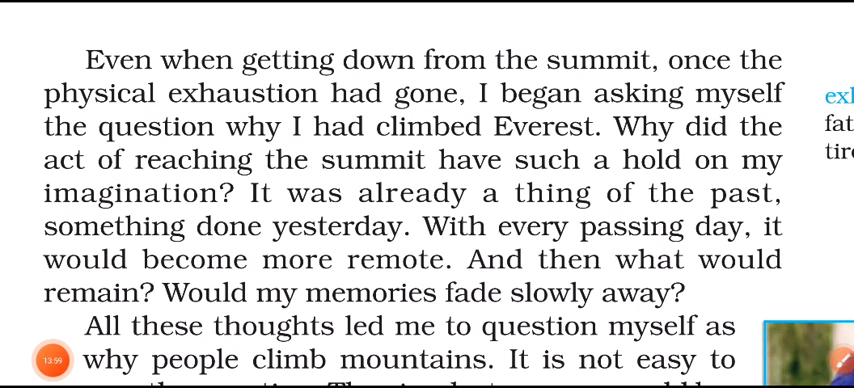 Even when getting down from the summit, once the
physical exhaustion had gone, I began asking myself
the question why I had climbed Everest. Why did the
act of reaching the summit have such a hold on my
imagination? It was already a thing of the past,
something done yesterday. With every passing day, it
would become more remote. And then what would
remain? Would my memories fade slowly away?
All these thoughts led me to question myself as
why people climb mountains. It is not easy to
13:59